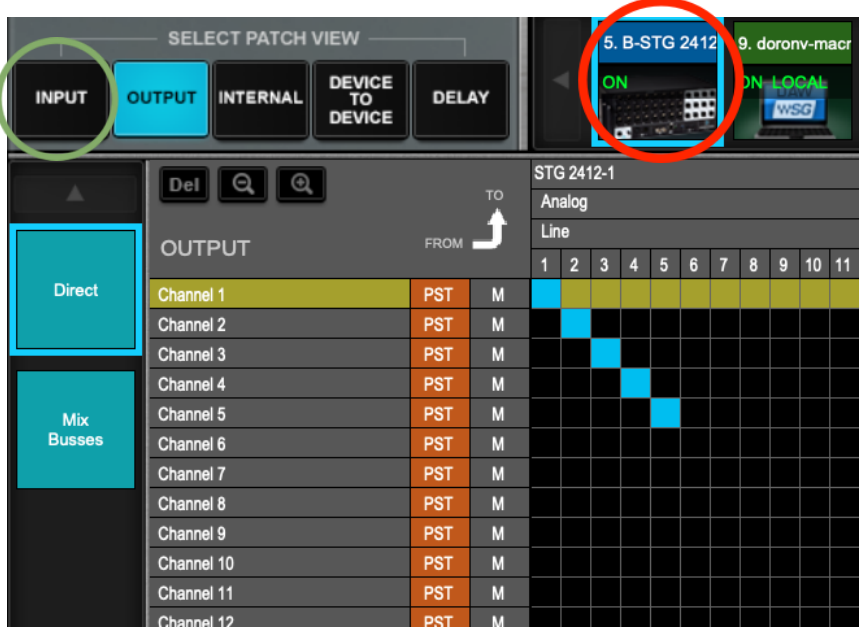 SELECT PATCH VIEW
INPUT
OUTPUT
INTERNAL
DEVICE
TO
DEVICE
DELAY
5. B-STG 2412
ON
9. doronv-macr
ON LOCAL
WSG
Del
TO
FROM
OUTPUT
STG 2412-1
Analog
Line
1 2 3 4 5 6 7 8 9 10 11
Direct
Mix
Busses
Channel 1 PST M
Channel 2 PST M
Channel 3 PST M
Channel 4 PST M
Channel 5 PST M
Channel 6 PST M
Channel 7 PST M
Channel 8 PST M
Channel 9 PST M
Channel 10 PST M
Channel 11 PST M
Channel 12 PST M